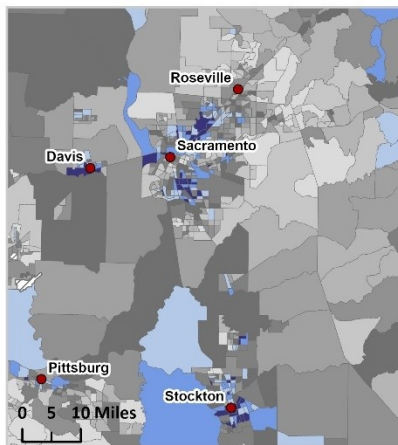 Roseville
Sacramento
Davis
Pittsburg
Stockton
0 5 10 Miles